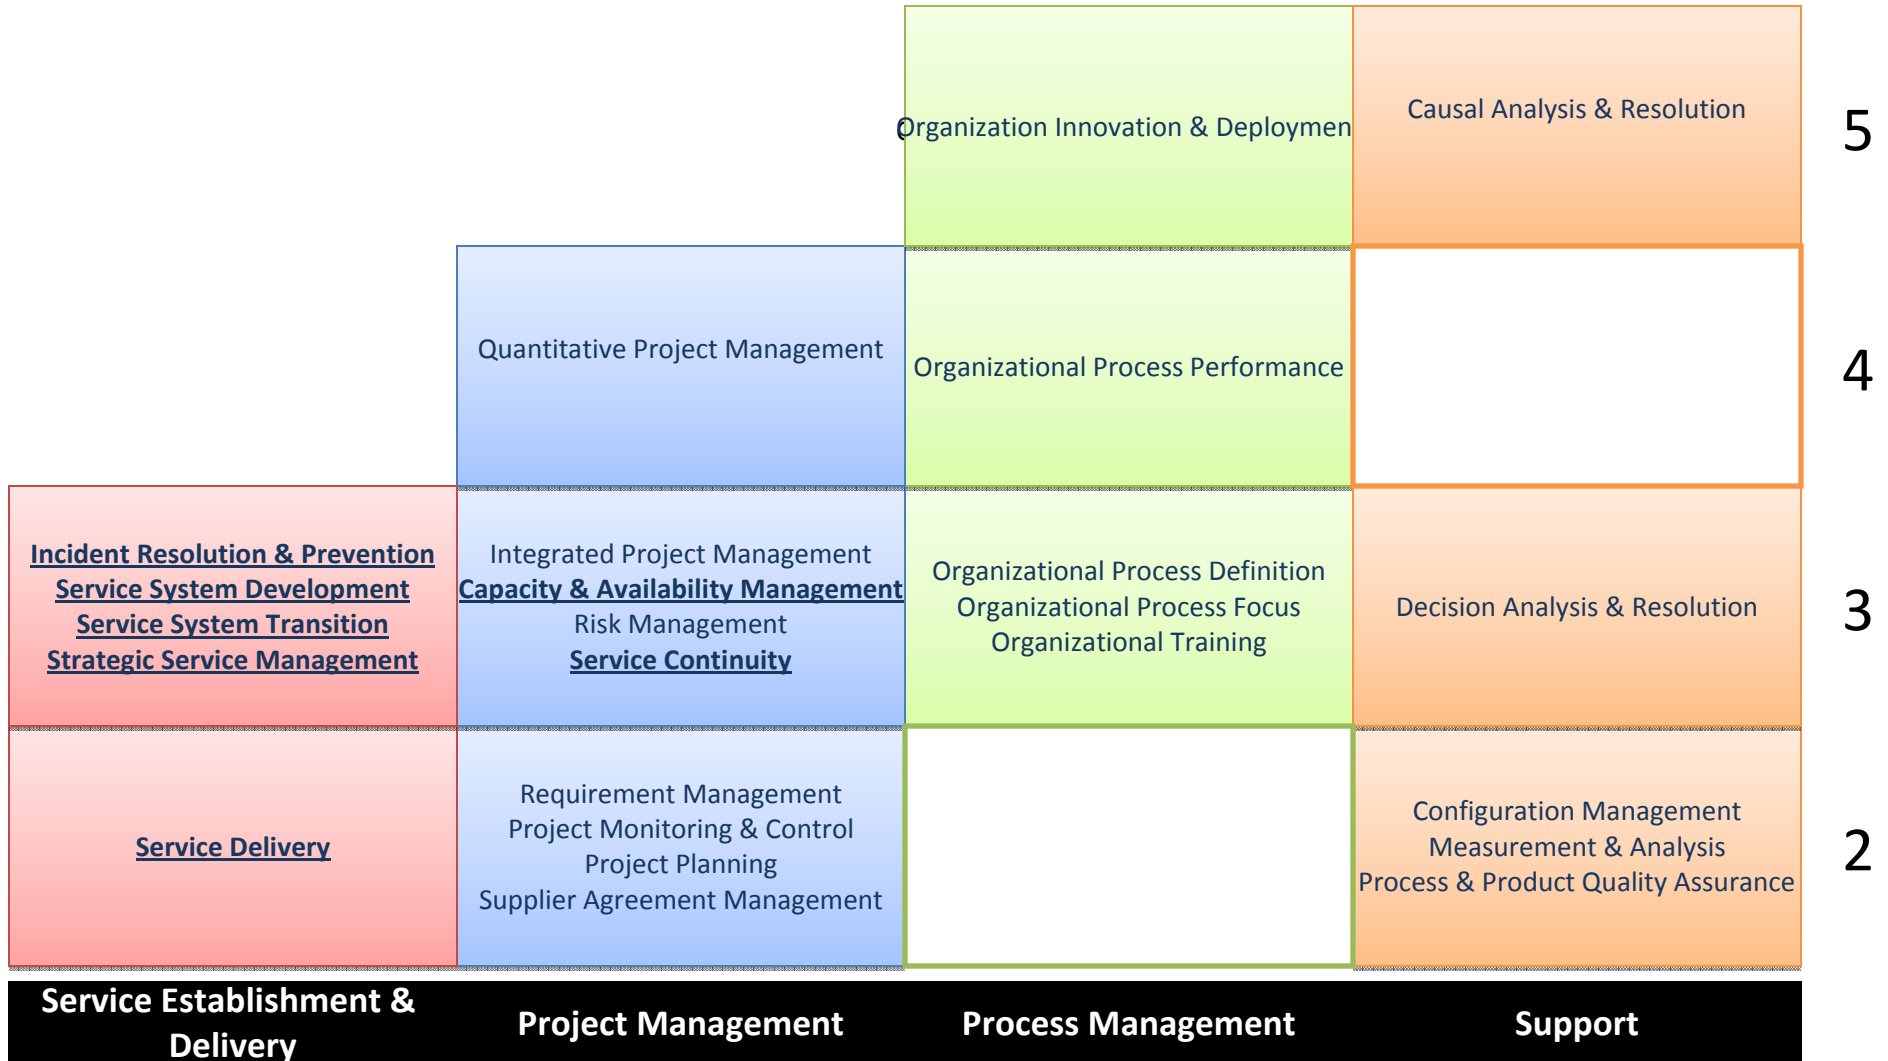 Organization Innovation & Deploymen
Causal Analysis & Resolution
5
Quantitative Project Management
Organizational Process Performance
4
Incident Resolution & Prevention
Service System Development
Service System Transition
Strategic Service Management
Integrated Project Management
Capacity & Availability Management
Risk Management
Service Continuity
Organizational Process Definition
Organizational Process Focus
Organizational Training
Decision Analysis & Resolution
3
Service Delivery
Requirement Management
Project Monitoring & Control
Project Planning
Supplier Agreement Management
Configuration Management
Measurement & Analysis
Process & Product Quality Assurance
2
Service Establishment &
Delivery
Project Management
Process Management
Support